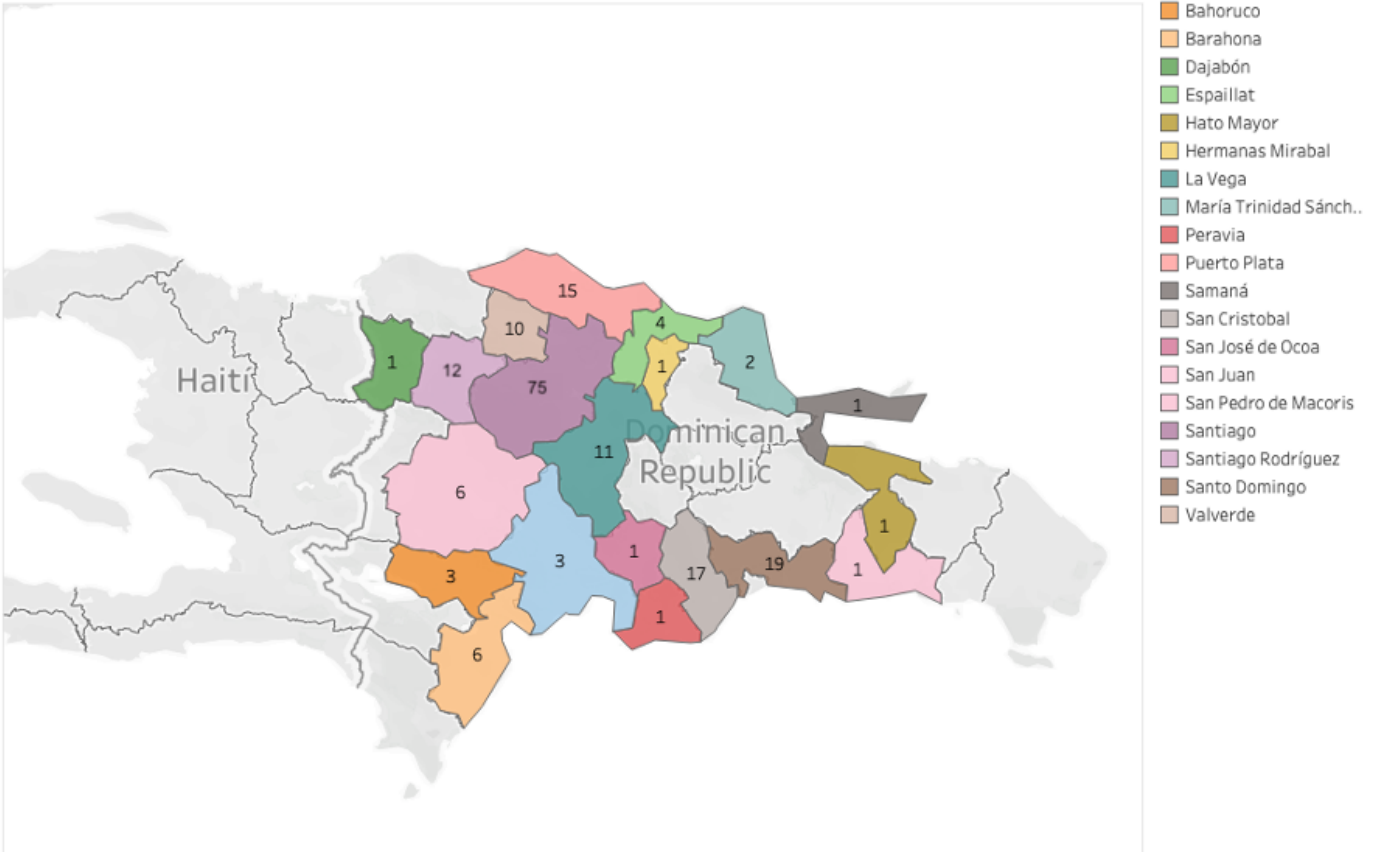 Bahoruco
Barahona
Dajabón
Espaillat
Hato Mayor
Hermanas Mirabal
La Vega
María Trinidad Sánch..
Peravia
Puerto Plata
Samaná
San Cristobal
San José de Ocoa
San Juan
San Pedro de Macoris
Santiago
Santiago Rodríguez
Santo Domingo
Valverde
15
10
4
1
12
1
2
75
Haití
1
Dominican
11
Republic
6
1
1
3
17
19
1
3
1
6